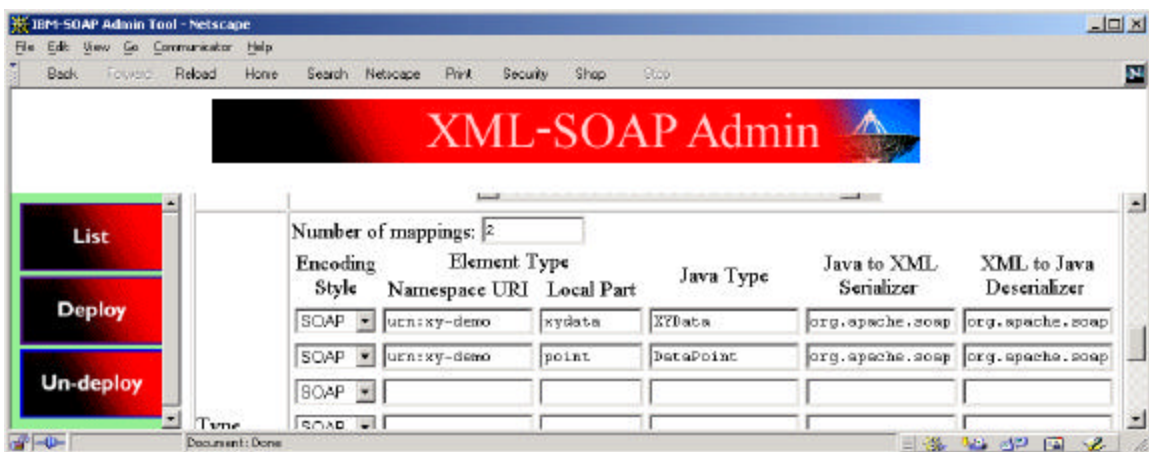 IBM-SOAP Admin Tool - Netscape
File Edit View Go Communicator Help
Back Forward Reload Home Search Netscape Print Security Shop Stop
XML-SOAP Admin
List
Deploy
Un-deploy
Number of mappings: 2
Encoding Style Element Type Java Type Java to XML Serializer XML to Java Deserializer
Namespace URI Local Part
SOAP urn:xy-demo xydata XYData org.apache.soap org.apache.soap
SOAP urn:xy-demo point DataPoint org.apache.soap org.apache.soap
SOAP
Type SOAP
Document: Done